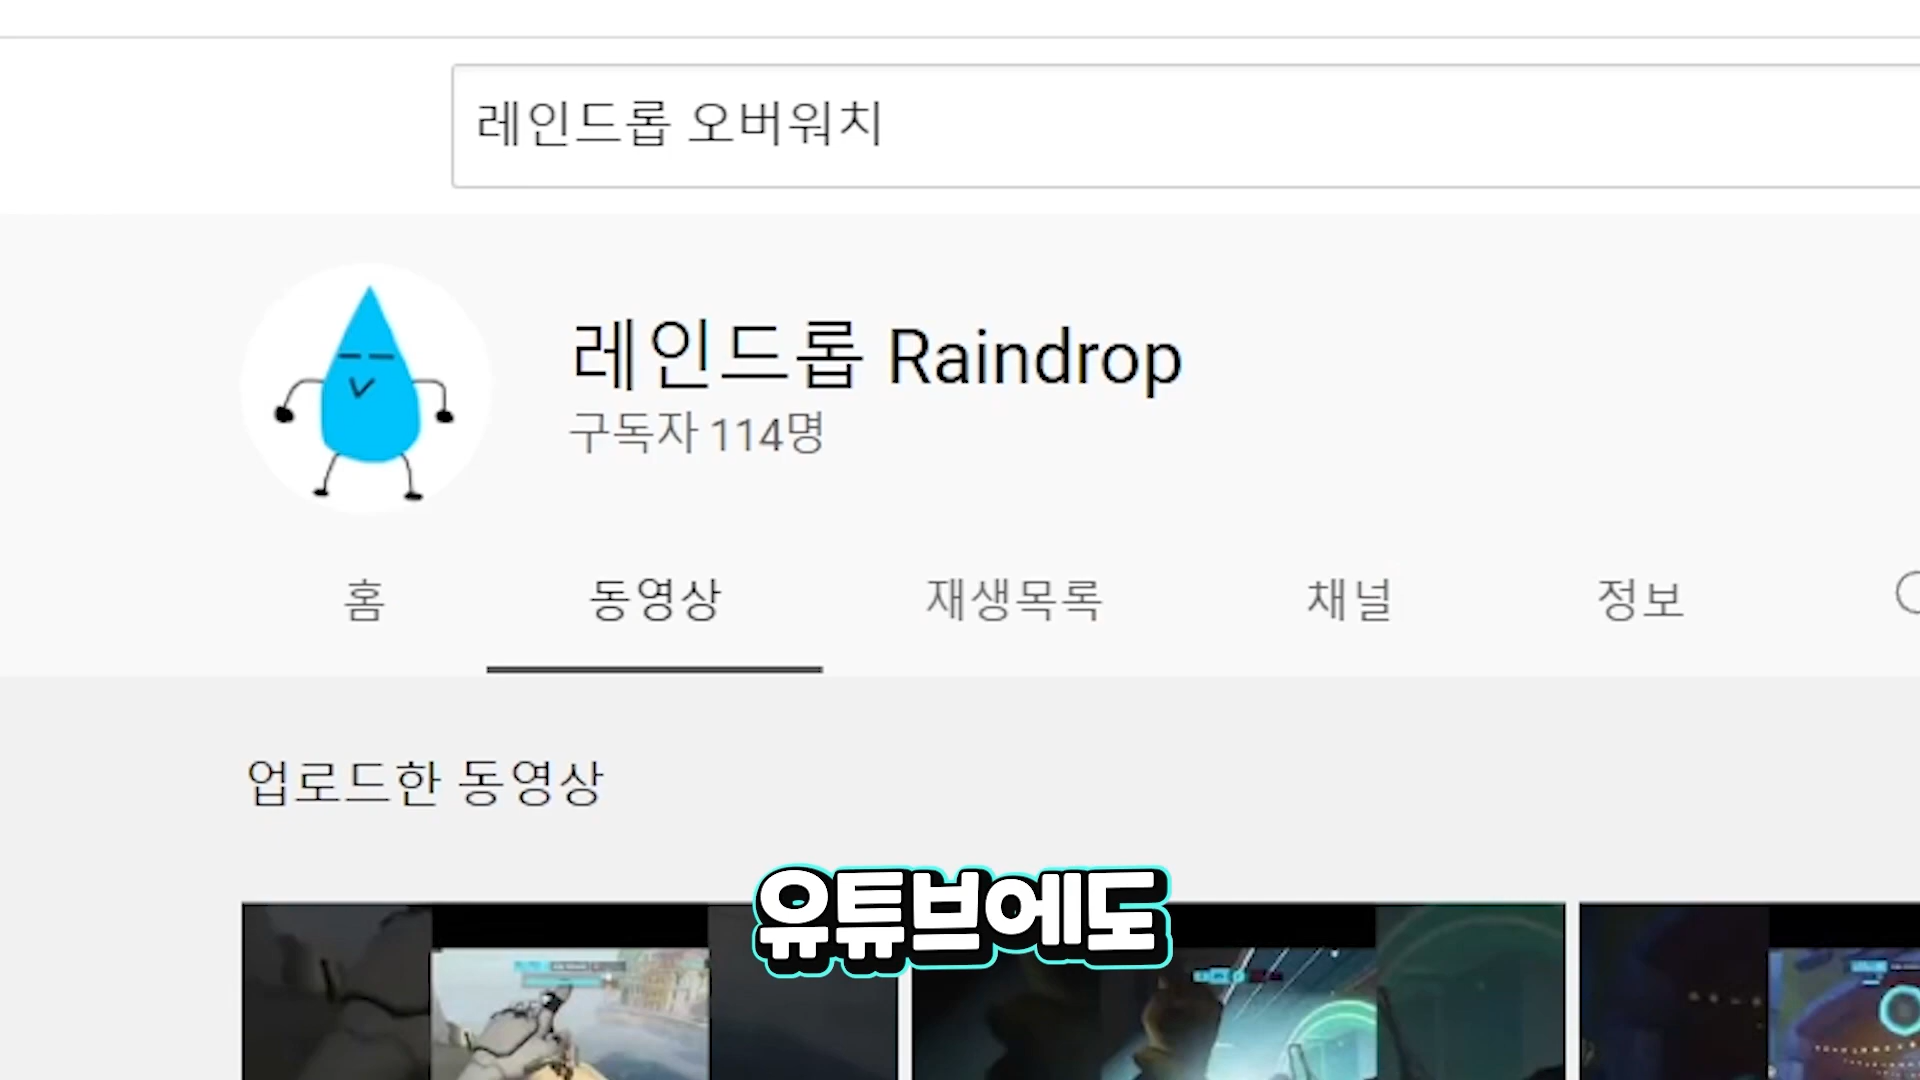 레인드롭 오버워치
레인드롭 Raindrop
구독자 114명
홈 동영상 재생목록 채널 정보
업로드한 동영상
유튜브에도